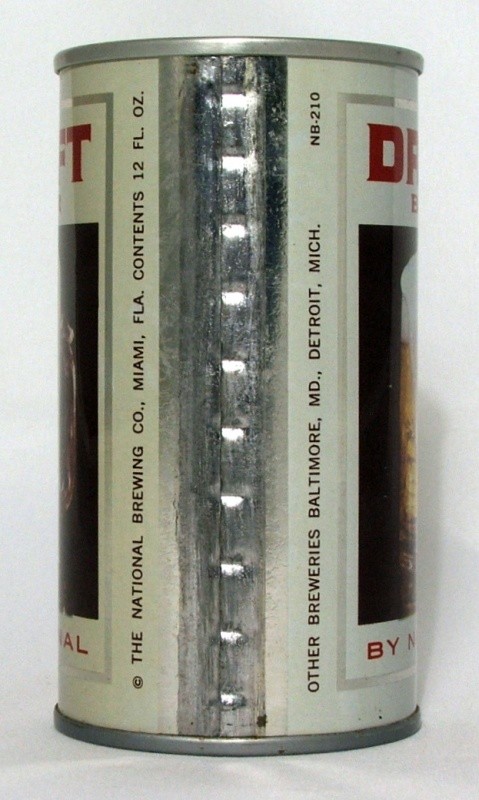 © THE NATIONAL BREWING CO., MIAMI, FLA. CONTENTS 12 FL. OZ.
OTHER BREWERIES BALTIMORE, MD., DETROIT, MICH. NB-210